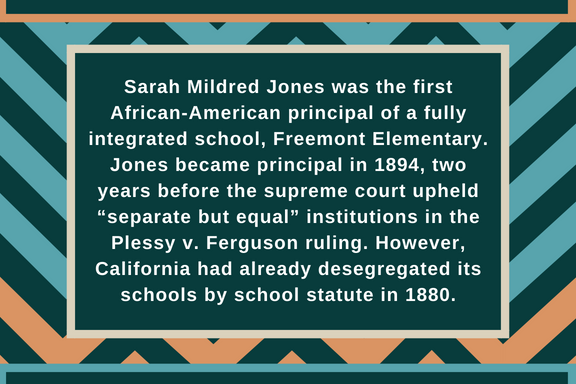 Sarah Mildred Jones was the first
African-American principal of a fully
integrated school, Freemont Elementary.
Jones became principal in 1894, two
years before the supreme court upheld
“separate but equal” institutions in the
Plessy v. Ferguson ruling. However,
California had already desegregated its
schools by school statute in 1880.